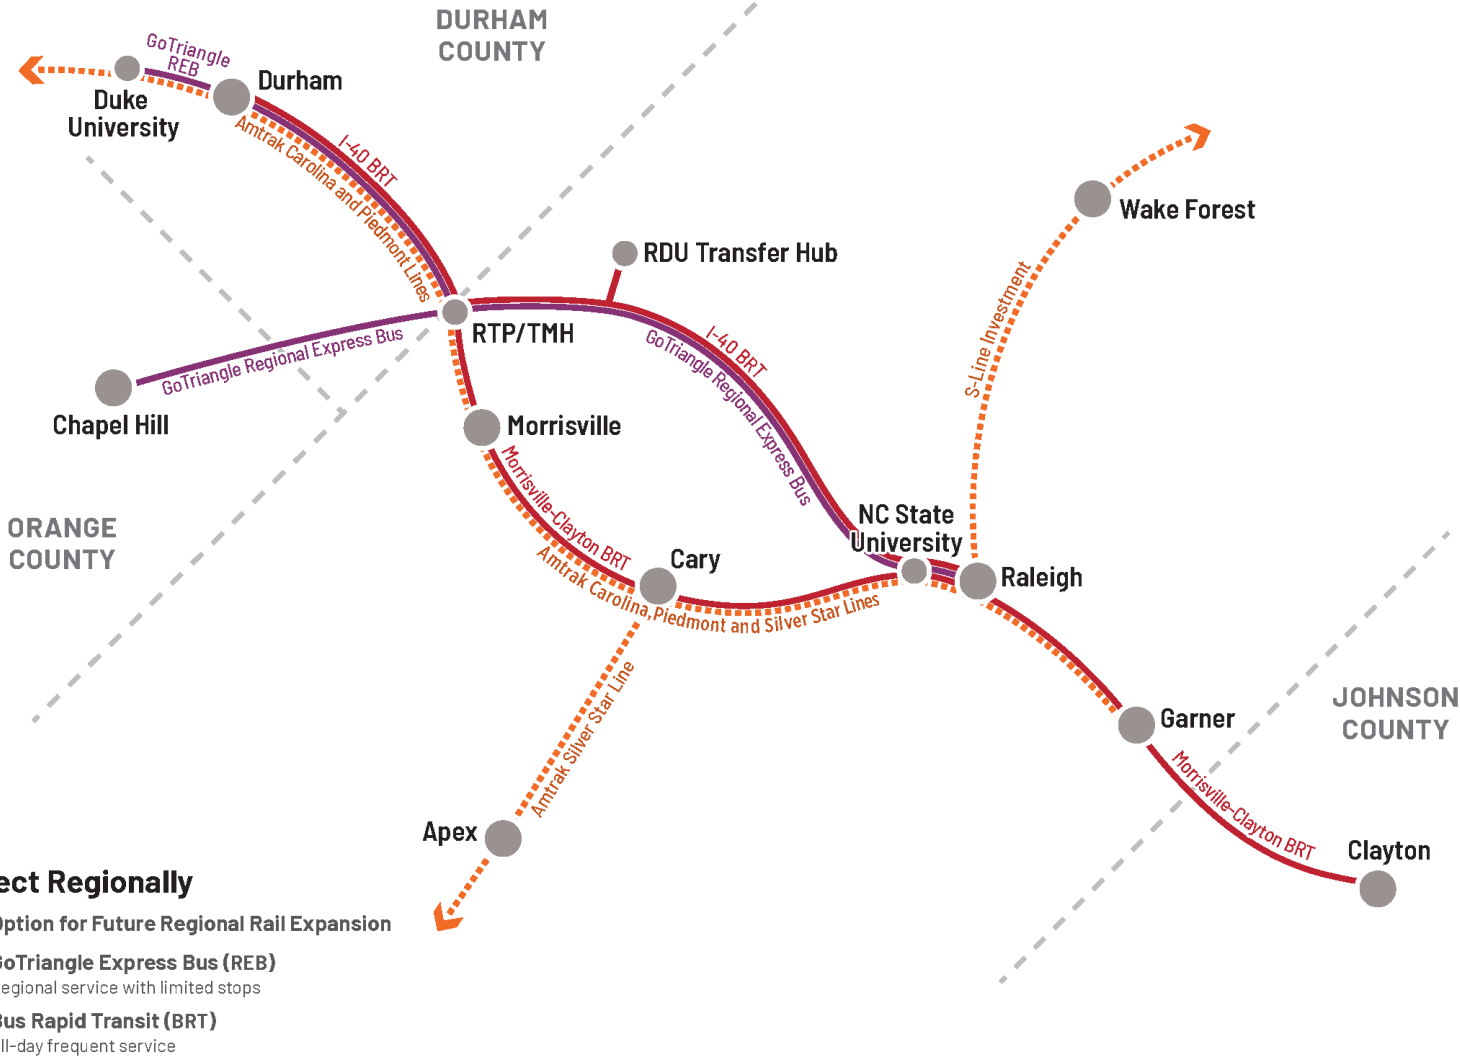 DURHAM
COUNTY
GoTriangle
REB
Durham
Duke
University
I-40 BRT
Amtrak Carolina and Piedmont Lines
Wake Forest
RDU Transfer Hub
S-Line Investment
RTP/TMH
GoTriangle Regional Express Bus
I-40 BRT
GoTriangle Regional Express Bus
Chapel Hill
Morrisville
Morrisville-Clayton BRT
ORANGE
COUNTY
NC State
University
Cary
Raleigh
Amtrak Carolina, Piedmont and Silver Star Lines
Amtrak Silver Star Line
Garner
JOHNSON
COUNTY
Morrisville-Clayton BRT
Apex
Clayton
ect Regionally
Option for Future Regional Rail Expansion
GoTriangle Express Bus (REB)
egional service with limited stops
Bus Rapid Transit (BRT)
ll-day frequent service